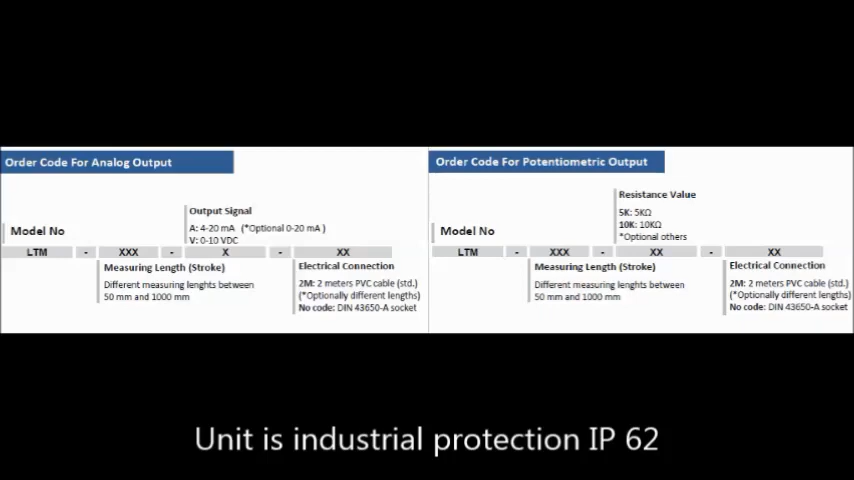 Order Code For Analog Output
Output Signal
A: 4-20 mA (*Optional 0-20 mA )
V: 0-10 VDC
Model No
LTM - XXX - X - XX
Measuring Length (Stroke)
Different measuring lenghts between
50 mm and 1000 mm
Electrical Connection
2M: 2 meters PVC cable (std.)
(*Optionally different lengths)
No code: DIN 43650-A socket
Order Code For Potentiometric Output
Resistance Value
5K: 5KΩ
10K: 10KΩ
*Optional others
Model No
LTM - XXX - XX - XX
Measuring Length (Stroke)
Different measuring lenghts between
50 mm and 1000 mm
Electrical Connection
2M: 2 meters PVC cable (std.)
(*Optionally different lengths)
No code: DIN 43650-A socket
Unit is industrial protection IP 62